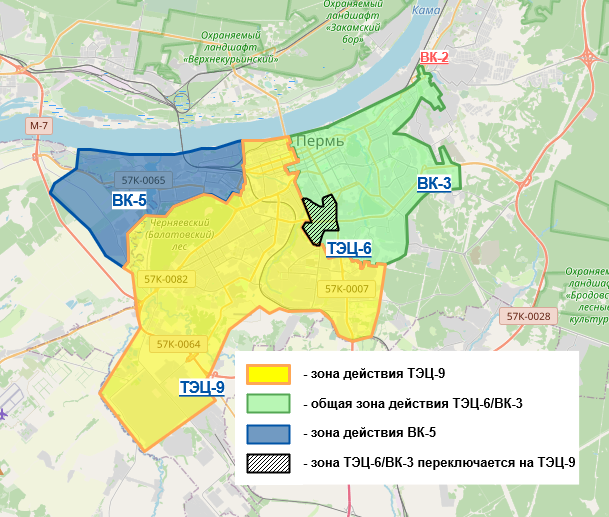 Охраняемый
ландшафт
«Верхнекурьинский»
Охраняемый
ландшафт
«Закамский
бор»
Кама
ВК-2
М-7
Пермь
57К-0065
ВК-3
ВК-5
Черняевский
(Балатовский)
лес
ТЭЦ-6
57К-0082
57К-0007
Охраняемый
ландшафт
«Бродовс
лесные
культур
57К-0028
57К-0064
ТЭЦ-9
- зона действия ТЭЦ-9
- общая зона действия ТЭЦ-6/ВК-3
- зона действия ВК-5
- зона ТЭЦ-6/ВК-3 переключается на ТЭЦ-9